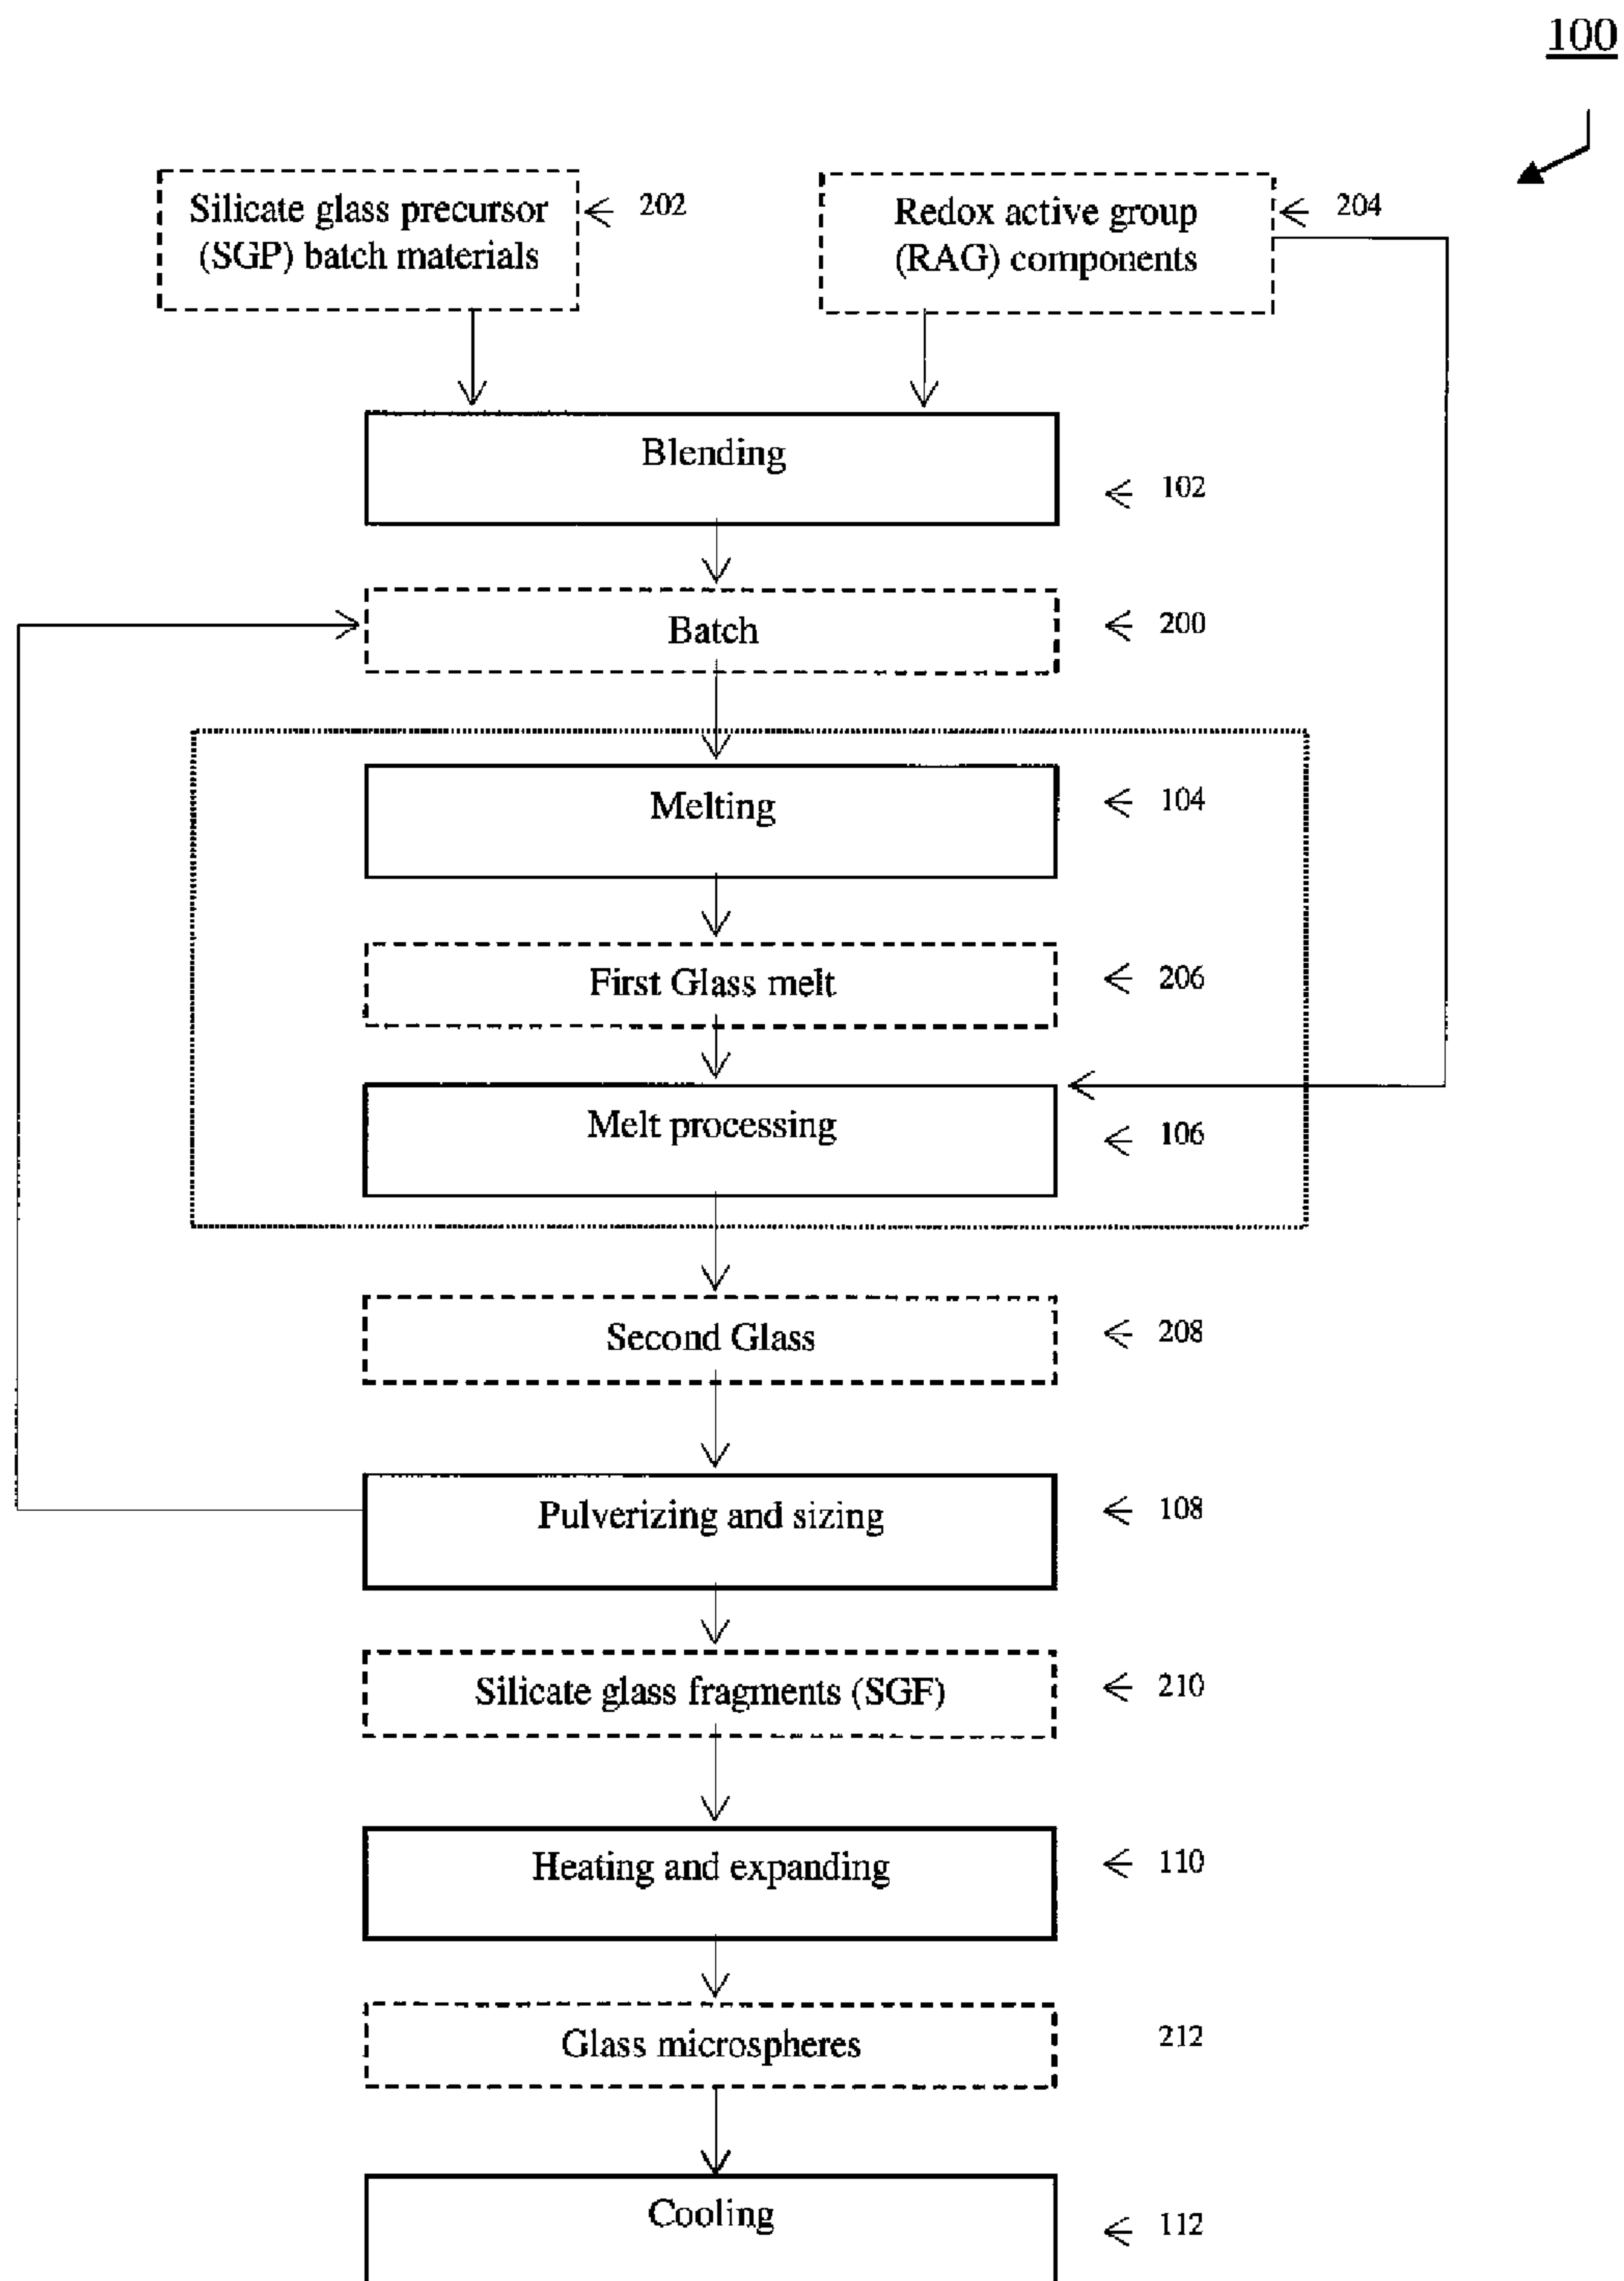 100
Silicate glass precursor
(SGP) batch materials
202
Redox active group
(RAG) components
204
Blending
102
Batch
200
Melting
104
First Glass melt
206
Melt processing
106
Second Glass
208
Pulverizing and sizing
108
Silicate glass fragments (SGF)
210
Heating and expanding
110
Glass microspheres
212
Cooling
112